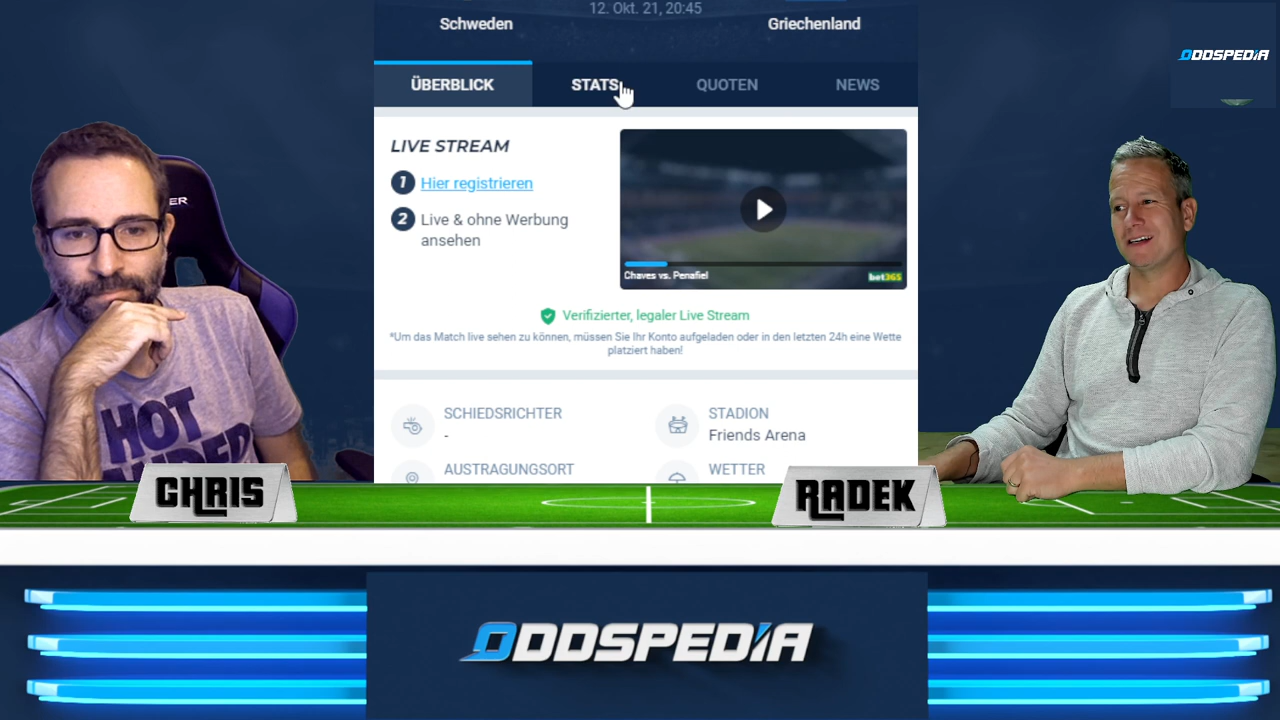 12. Okt. 21, 20:45
Schweden
Griechenland
ODDSPEDIA
ÜBERBLICK
STATS
QUOTEN
NEWS
LIVE STREAM
1 Hier registrieren
2 Live & ohne Werbung
ansehen
Chaves vs. Penafiel
bet365
Verifizierter, legaler Live Stream
*Um das Match live sehen zu können, müssen Sie Ihr Konto aufgeladen oder in den letzten 24h eine Wette
platziert haben!
SCHIEDSRICHTER
-
STADION
Friends Arena
AUSTRAGUNGSORT
WETTER
ER
HOT
CHRIS
RADEK
ODDSPEDIA